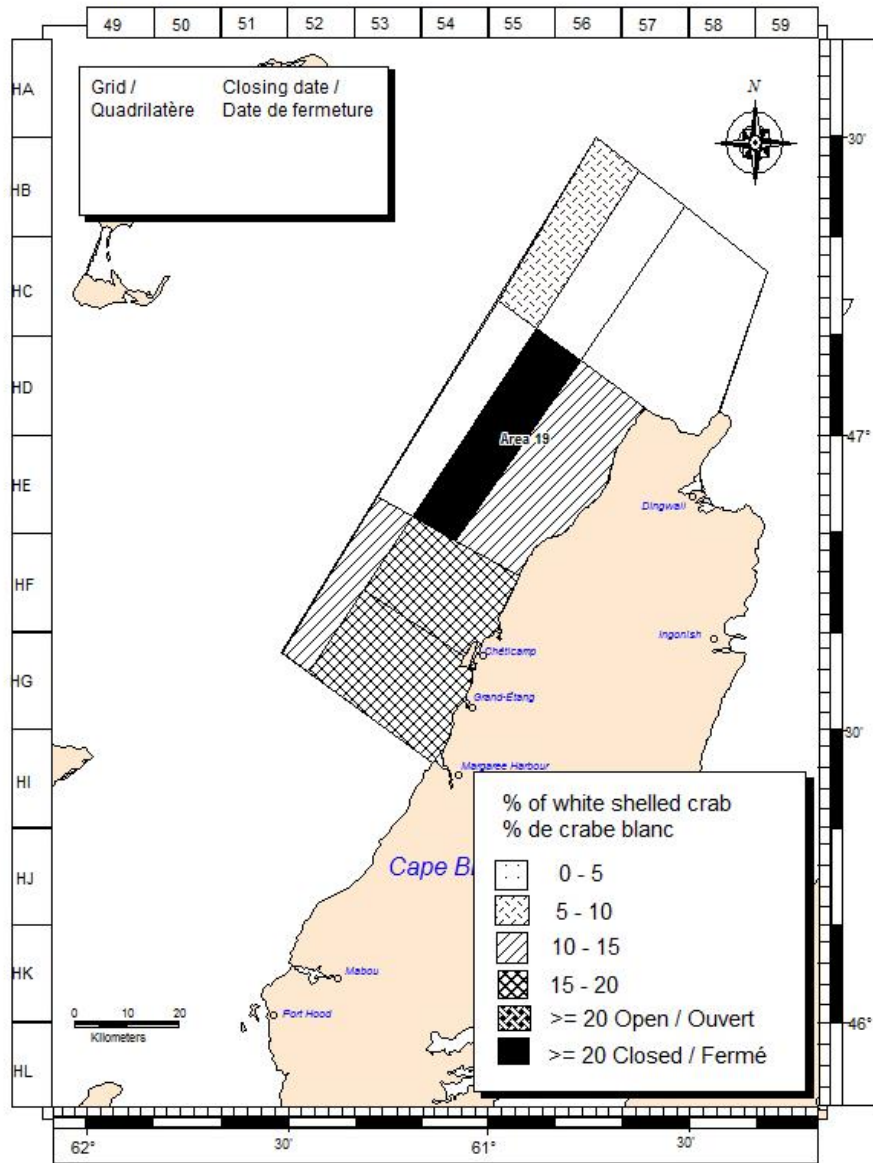 49 50 51 52 53 54 55 56 57 58 59
HA
HB
HC
HD
HE
HF
HG
HI
HJ
HK
HL
Grid / Closing date /
Quadrilatère Date de fermeture
N
30'
47°
30'
46°
Area 19
Dingwall
Ingonish
Chéticamp
Grand-Étang
Margaree Harbour
Mabou
Port Hood
0 10 20
Kilometers
% of white shelled crab
% de crabe blanc
0 - 5
5 - 10
10 - 15
15 - 20
>= 20 Open / Ouvert
>= 20 Closed / Fermé
62° 30' 61° 30'